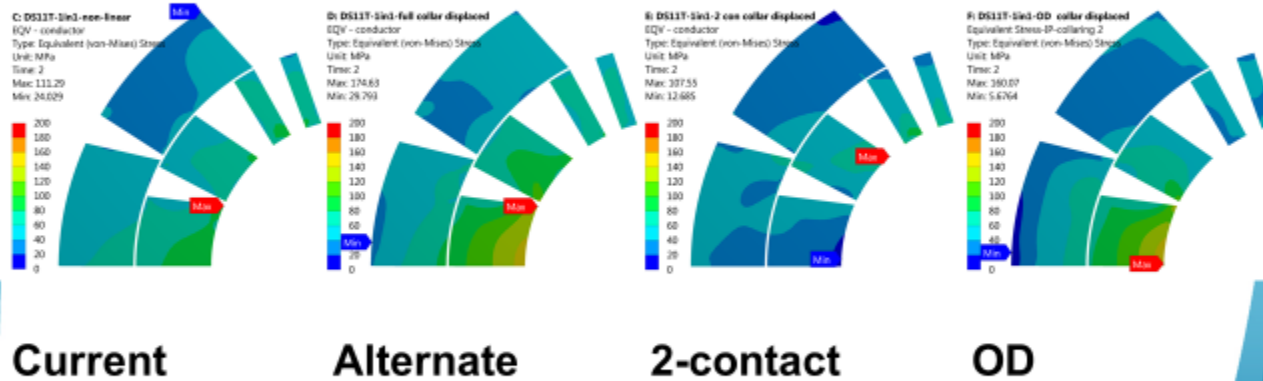 C: DS11T-1in1-non-linear
EQV - conductor
Type: Equivalent (von-Mises) Stress
Unit: MPa
Time: 2
Max: 111.29
Min: 24.029
Min
200
180
160
140
120
100
80
60
40
20
0
Max
Current
D: DS11T-1in1-full collar displaced
EQV - conductor
Type: Equivalent (von-Mises) Stress
Unit: MPa
Time: 2
Max: 174.63
Min: 29.793
200
180
160
140
120
100
80
60
40
20
0
Max
Min
Alternate
E: DS11T-1in1-2 con collar displaced
EQV - conductor
Type: Equivalent (von-Mises) Stress
Unit: MPa
Time: 2
Max: 107.55
Min: 12.685
200
180
160
140
120
100
80
60
40
20
0
Max
Min
2-contact
F: DS11T-1in1-OD collar displaced
Equivalent Stress-IP-collaring 2
Type: Equivalent (von-Mises) Stress
Unit: MPa
Time: 2
Max: 160.07
Min: 5.6764
200
180
160
140
120
100
80
60
40
20
0
Min
Max
OD